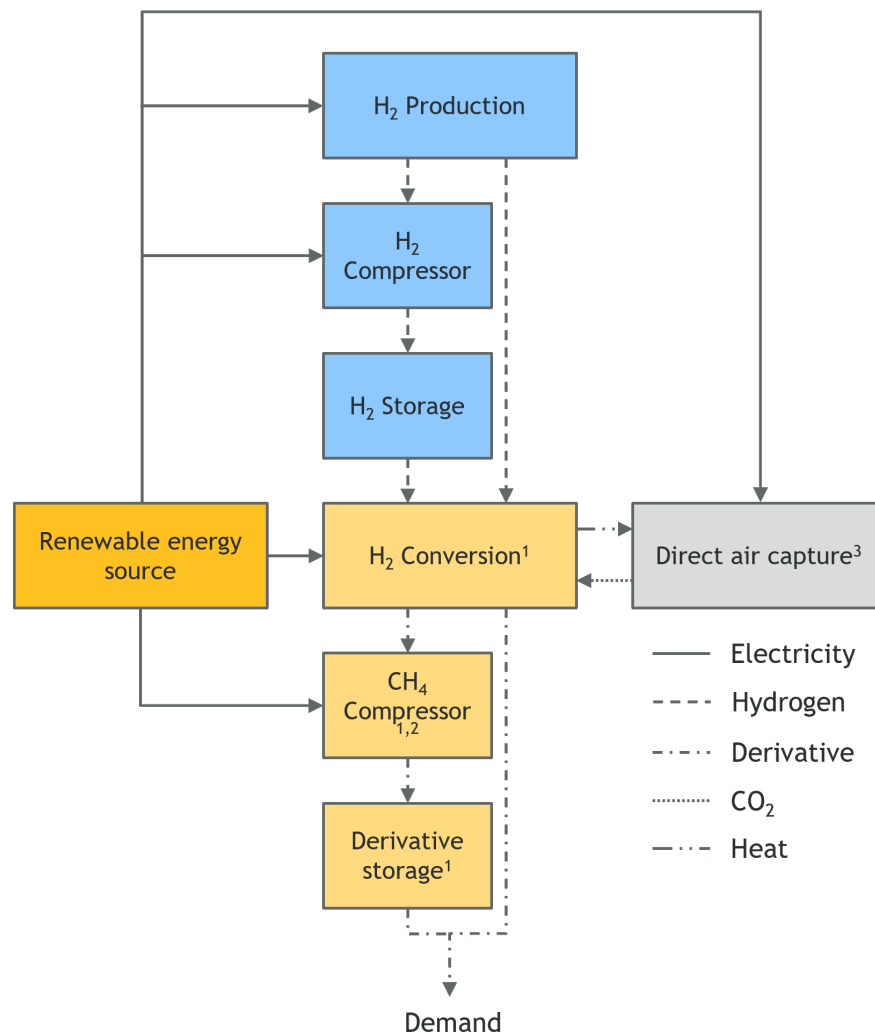 H₂ Production
H₂
Compressor
H₂ Storage
Renewable energy
source
H₂ Conversion¹
Direct air capture³
CH₄
Compressor
1,2
Derivative
storage¹
Demand
Electricity
Hydrogen
Derivative
CO₂
Heat